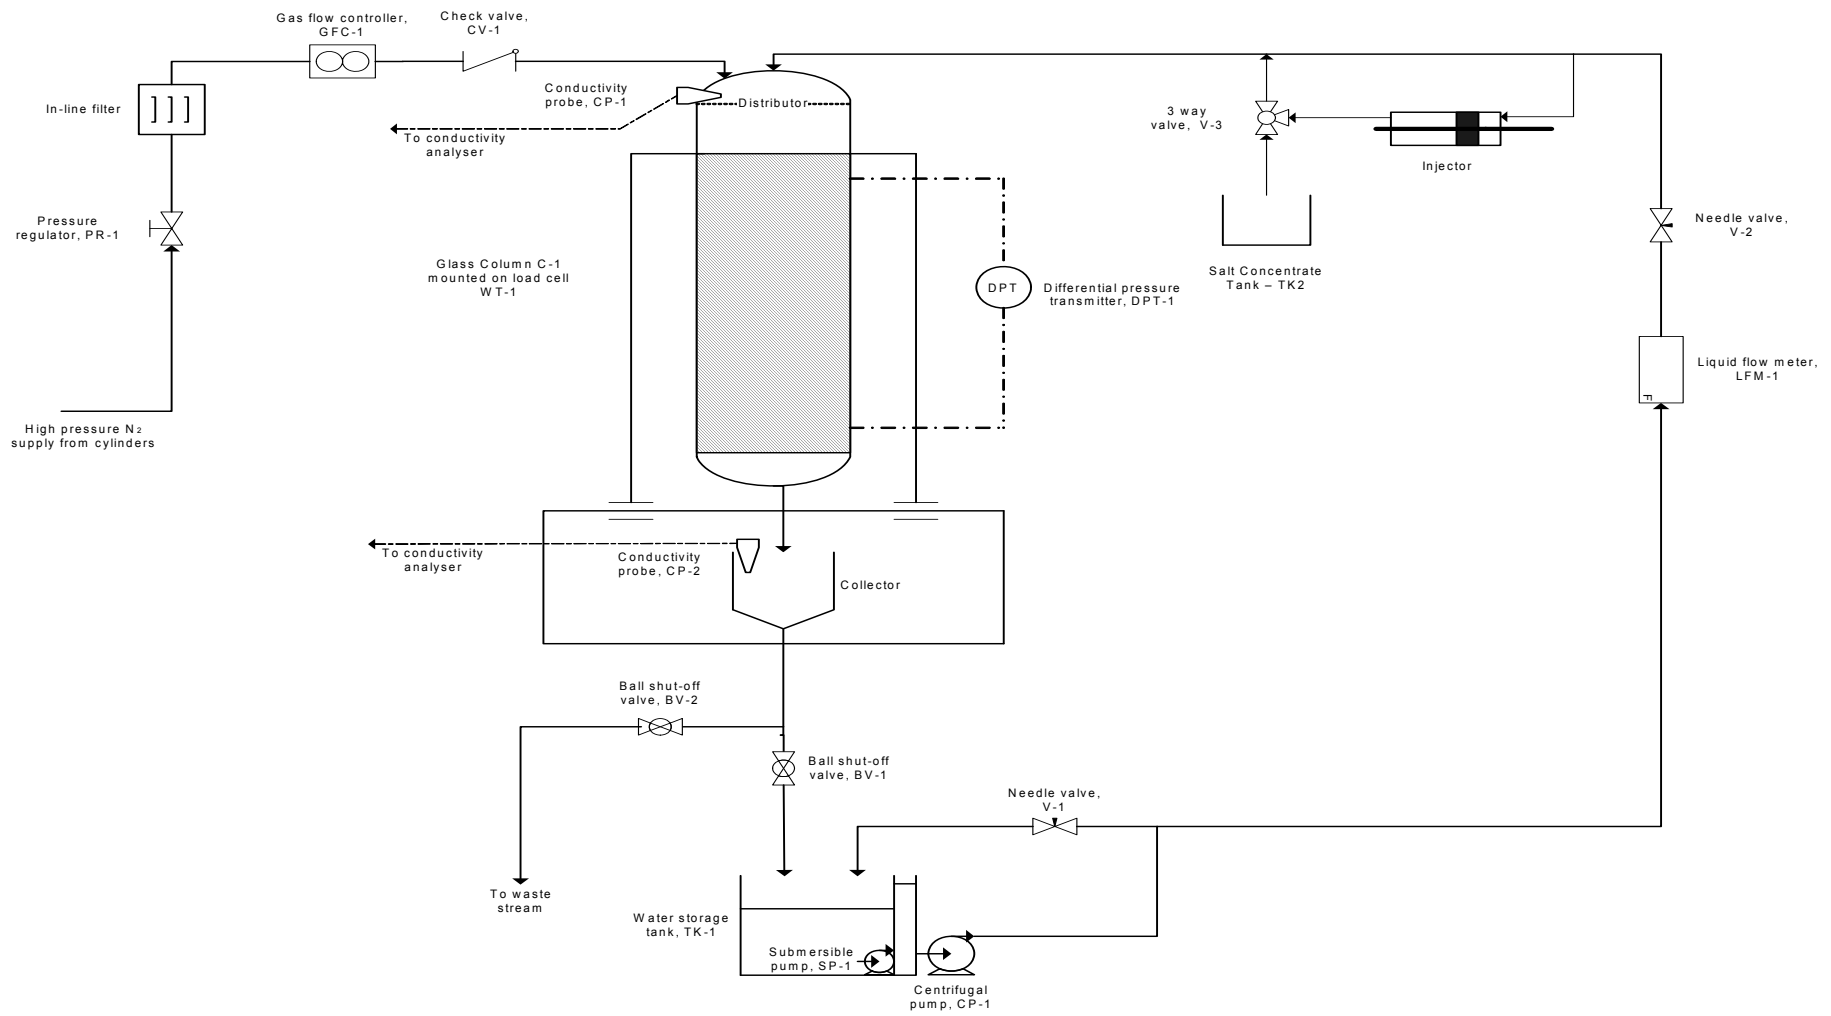 Gas flow controller,
GFC-1
Check valve,
CV-1
In-line filter
Conductivity
probe, CP-1
Distributor
To conductivity
analyser
3 way
valve, V-3
Injector
Pressure
regulator, PR-1
Needle valve,
V-2
Glass Column C-1
mounted on load cell
WT-1
DPT
Differential pressure
transmitter, DPT-1
Salt Concentrate
Tank – TK2
Liquid flow meter,
LFM-1
F
High pressure N2
supply from cylinders
To conductivity
analyser
Conductivity
probe, CP-2
Collector
Ball shut-off
valve, BV-2
Ball shut-off
valve, BV-1
Needle valve,
V-1
To waste
stream
Water storage
tank, TK-1
Submersible
pump, SP-1
Centrifugal
pump, CP-1